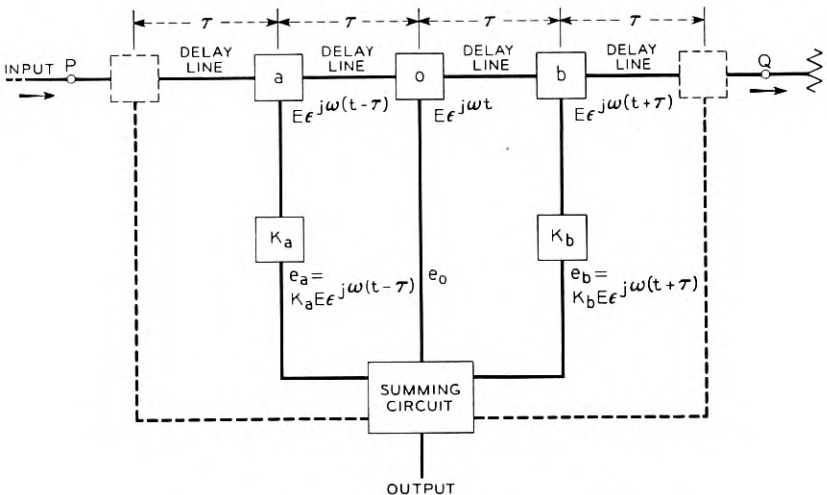 τ τ τ τ
DELAY LINE DELAY LINE DELAY LINE DELAY LINE
INPUT P a o b Q
Eϵ^jω(t-τ) Eϵ^jωt Eϵ^jω(t+τ)
K_a K_b
e_a= e_o e_b=
K_aEϵ^jω(t-τ) K_bEϵ^jω(t+τ)
SUMMING
CIRCUIT
OUTPUT